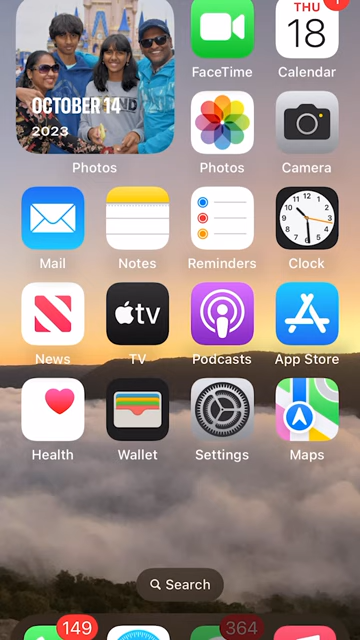 THU
18
FaceTime
Calendar
OCTOBER 14
2023
Photos
Photos
Camera
Mail
Notes
Reminders
Clock
tv
News
TV
Podcasts
App Store
Health
Wallet
Settings
Maps
Search
149
364